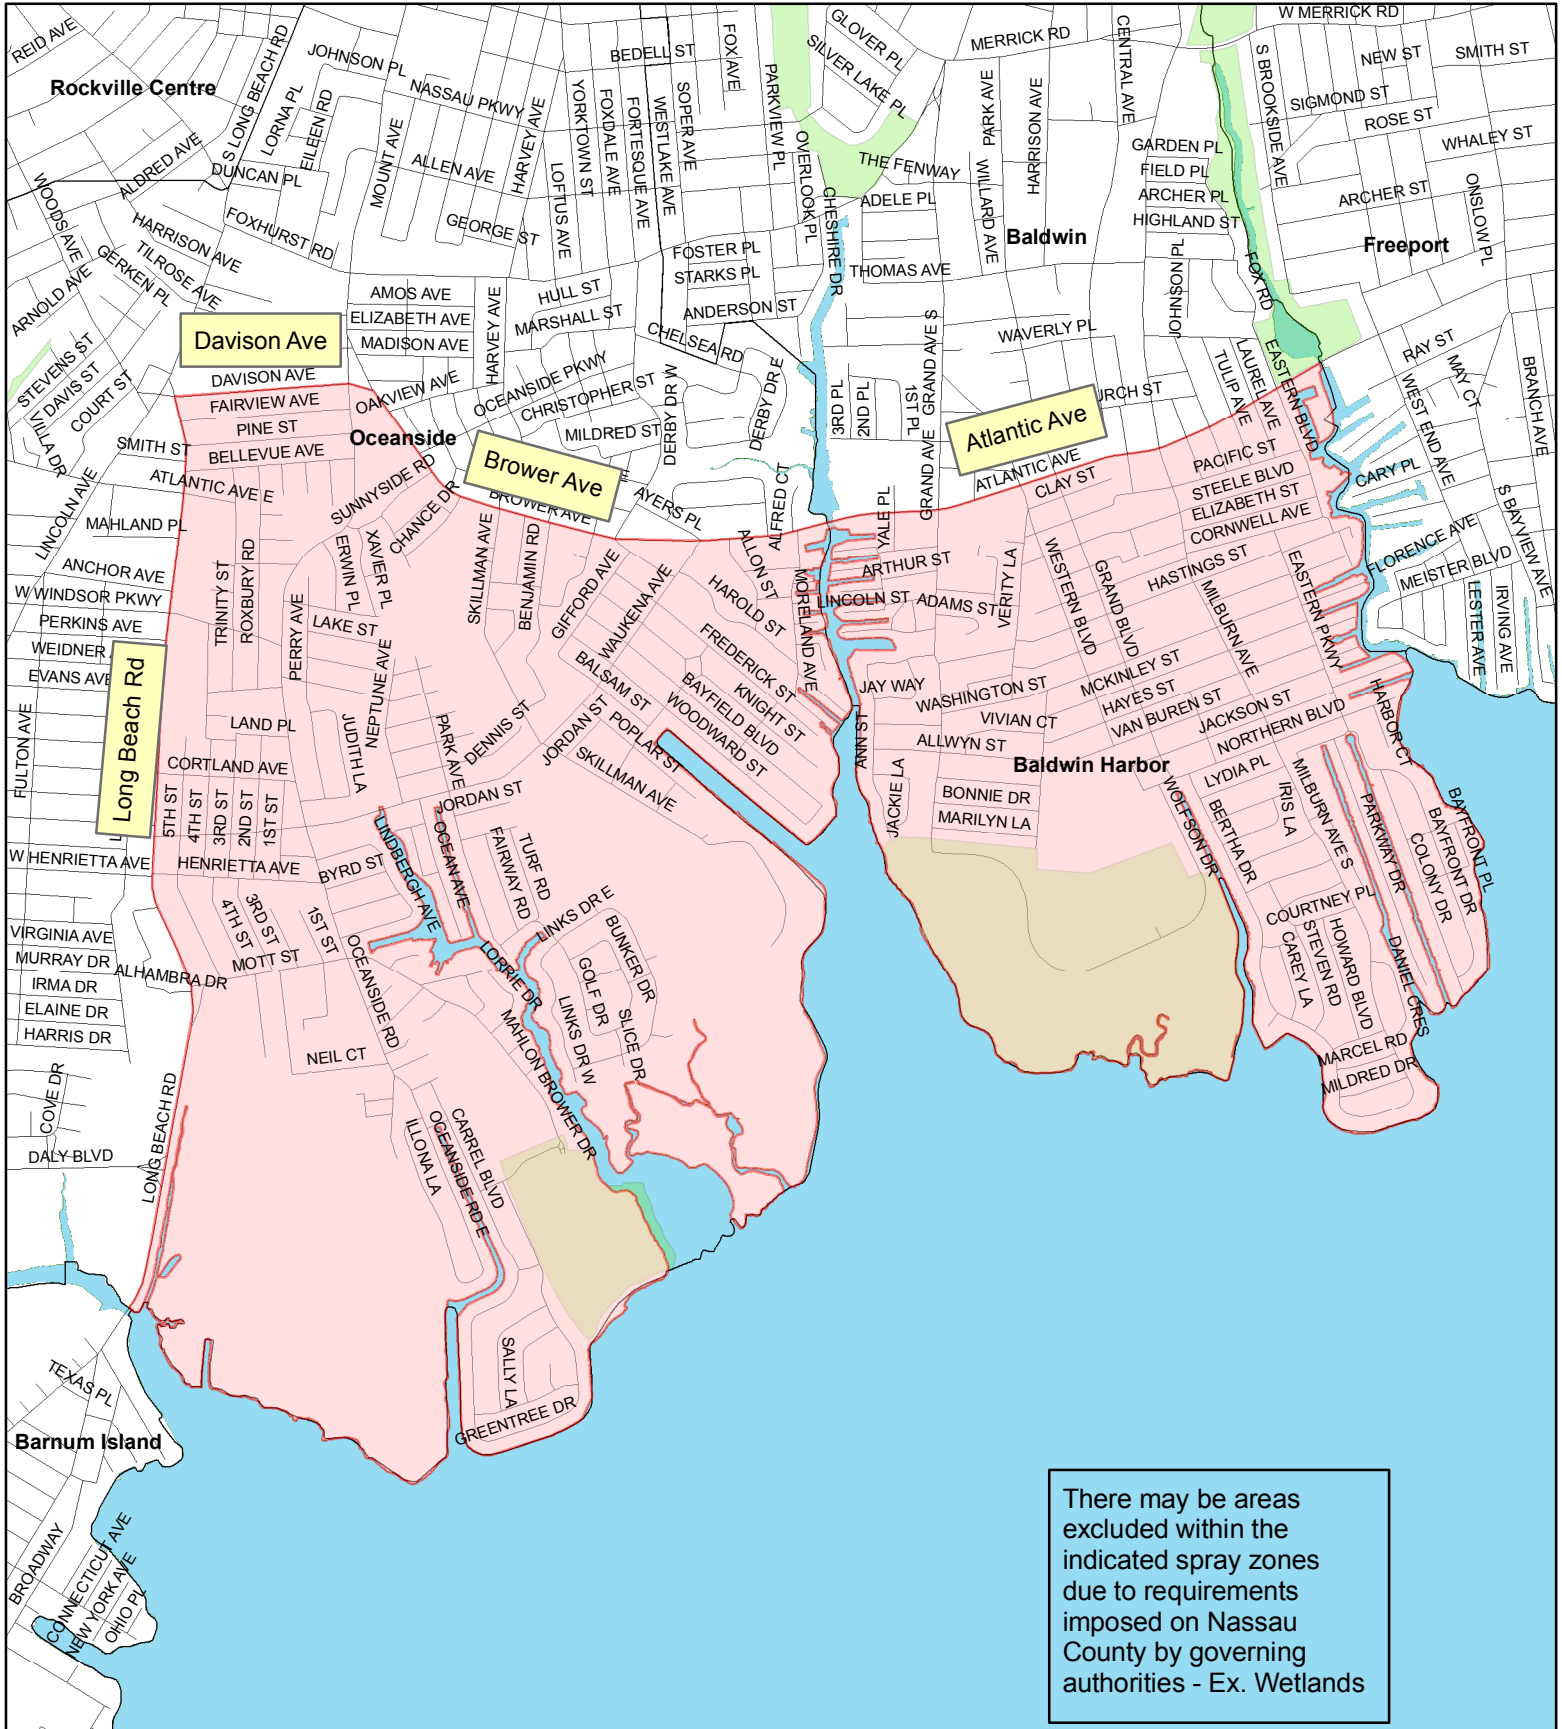 REID AVE
Rockville Centre
S LONG BEACH RD
LORNA PL
EILEEN RD
JOHNSON PL
NASSAU PKWY
BEDELL ST
FOX AVE
PARKVIEW PL
GLOVER PL
SILVER LAKE PL
MERRICK RD
CENTRAL AVE
W MERRICK RD
S BROOKSIDE AVE
NEW ST
SMITH ST
SIGMOND ST
ROSE ST
WHALEY ST
WOODS AVE
ALDRED AVE
DUNCAN PL
MOUNT AVE
ALLEN AVE
HARVEY AVE
GEORGE ST
YORKTOWN ST
FOXDALE AVE
FORTESQUE AVE
WESTLAKE AVE
SOPER AVE
LOFTUS AVE
OVERLOOK PL
CHESHIRE DR
THE FENWAY
ADELE PL
PARK AVE
WILLARD AVE
HARRISON AVE
GARDEN PL
FIELD PL
ARCHER PL
HIGHLAND ST
ARCHER ST
ONSLOW PL
Baldwin
Freeport
FOXHURST RD
HARRISON AVE
TILROSE AVE
GERKEN PL
ARNOLD AVE
FOSTER PL
STARKS PL
ANDERSON ST
THOMAS AVE
FOX RD
JOHNSON PL
AMOS AVE
ELIZABETH AVE
MADISON AVE
HARVEY AVE
HULL ST
MARSHALL ST
CHELSEA RD
WAVERLY PL
GRAND AVE S
RAY ST
MAY CT
BRANCH AVE
Davison Ave
STEVENS ST
DAVIS ST
VILLA DR
COURT ST
DAVISON AVE
FAIRVIEW AVE
PINE ST
BELLEVUE AVE
OAKVIEW AVE
OCEANSIDE PKWY
CHRISTOPHER ST
MILDRED ST
DERBY DR W
DERBY DR E
3RD PL
2ND PL
1ST PL
TULIP AVE
LAUREL AVE
EASTERN BLVD
WEST END AVE
Oceanside
Brower Ave
Atlantic Ave
URCH ST
SMITH ST
ATLANTIC AVE E
SUNNYSIDE RD
CHANCE DR
BROWER AVE
AYERS PL
ALFRED CT
GRAND AVE
ATLANTIC AVE
CLAY ST
PACIFIC ST
STEELE BLVD
ELIZABETH ST
CORNWELL AVE
CARY PL
S BAYVIEW AVE
LINCOLN AVE
MAHLAND PL
ANCHOR AVE
W WINDSOR PKWY
PERKINS AVE
WEIDNER
EVANS AVE
TRINITY ST
ROXBURY RD
ERWIN PL
XAVIER PL
LAKE ST
PERRY AVE
SKILLMAN AVE
BENJAMIN RD
GIFFORD AVE
WAUKENA AVE
ALLON ST
HAROLD ST
MORELAND AVE
YALE PL
ARTHUR ST
LINCOLN ST
ADAMS ST
VERITY LA
WESTERN BLVD
GRAND BLVD
HASTINGS ST
MILBURN AVE
EASTERN PKWY
FLORENCE AVE
MEISTER BLVD
LESTER AVE
IRVING AVE
Long Beach Rd
FULTON AVE
LAND PL
JUDITH LA
NEPTUNE AVE
PARK AVE
DENNIS ST
JORDAN ST
BALSAM ST
POPLAR ST
SKILLMAN AVE
FREDERICK ST
KNIGHT ST
BAYFIELD BLVD
WOODWARD ST
JAY WAY
ANN ST
WASHINGTON ST
VIVIAN CT
ALLWYN ST
MCKINLEY ST
HAYES ST
VAN BUREN ST
JACKSON ST
NORTHERN BLVD
HARBOR CT
Baldwin Harbor
CORTLAND AVE
5TH ST
4TH ST
3RD ST
2ND ST
1ST ST
JORDAN ST
JACKIE LA
BONNIE DR
MARILYN LA
WOLFSON DR
LYDIA PL
BERTHA DR
IRIS LA
MILBURN AVE S
PARKWAY DR
COLONY DR
BAYFRONT DR
BAYFRONT PL
W HENRIETTA AVE
HENRIETTA AVE
BYRD ST
LINDBERGH AVE
OCEAN AVE
FAIRWAY RD
TURF RD
LINKS DR E
BUNKER DR
GOLF DR
SLICE DR
LINKS DR W
LORRIE DR
COURTNEY PL
CAREY LA
STEVEN RD
HOWARD BLVD
DANIEL CRES
MARCEL RD
MILDRED DR
VIRGINIA AVE
MURRAY DR
IRMA DR
ELAINE DR
HARRIS DR
ALHAMBRA DR
4TH ST
3RD ST
1ST ST
MOTT ST
OCEANSIDE RD
NEIL CT
MAHLON BROWER DR
COVE DR
DALY BLVD
LONG BEACH RD
ILLONA LA
OCEANSIDE RD E
CARREL BLVD
SALLY LA
GREENTREE DR
TEXAS PL
Barnum Island
BROADWAY
CONNECTICUT AVE
NEW YORK AVE
OHIO PL
There may be areas
excluded within the
indicated spray zones
due to requirements
imposed on Nassau
County by governing
authorities - Ex. Wetlands